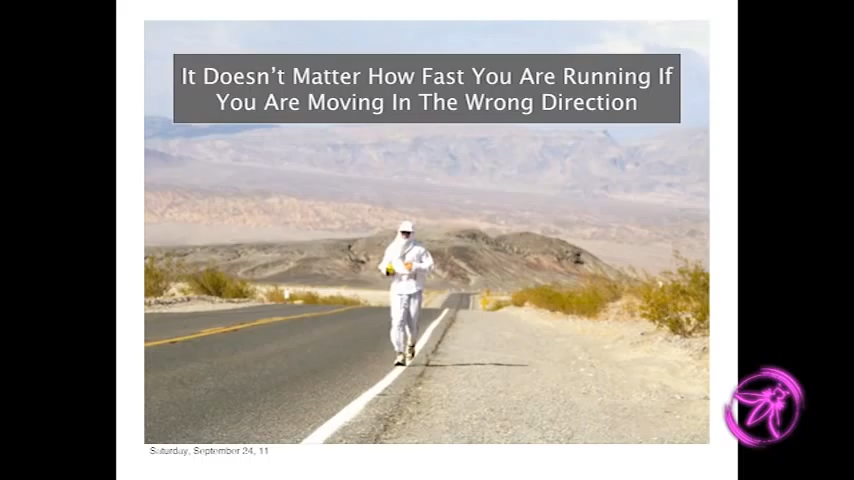 It Doesn't Matter How Fast You Are Running If
You Are Moving In The Wrong Direction
Saturday, September 24, 11